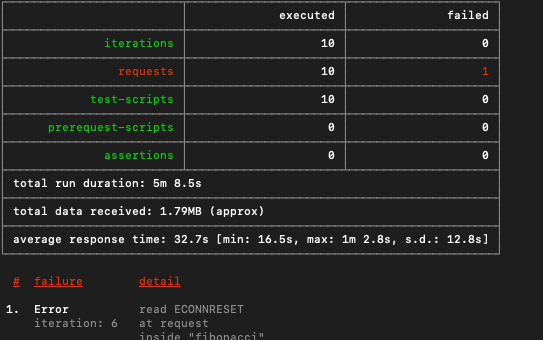 executed failed
iterations 10 0
requests 10 1
test-scripts 10 0
prerequest-scripts 0 0
assertions 0 0
total run duration: 5m 8.5s
total data received: 1.79MB (approx)
average response time: 32.7s [min: 16.5s, max: 1m 2.8s, s.d.: 12.8s]
# failure detail
1. Error read ECONNRESET
iteration: 6 at request
inside "fibonacci"